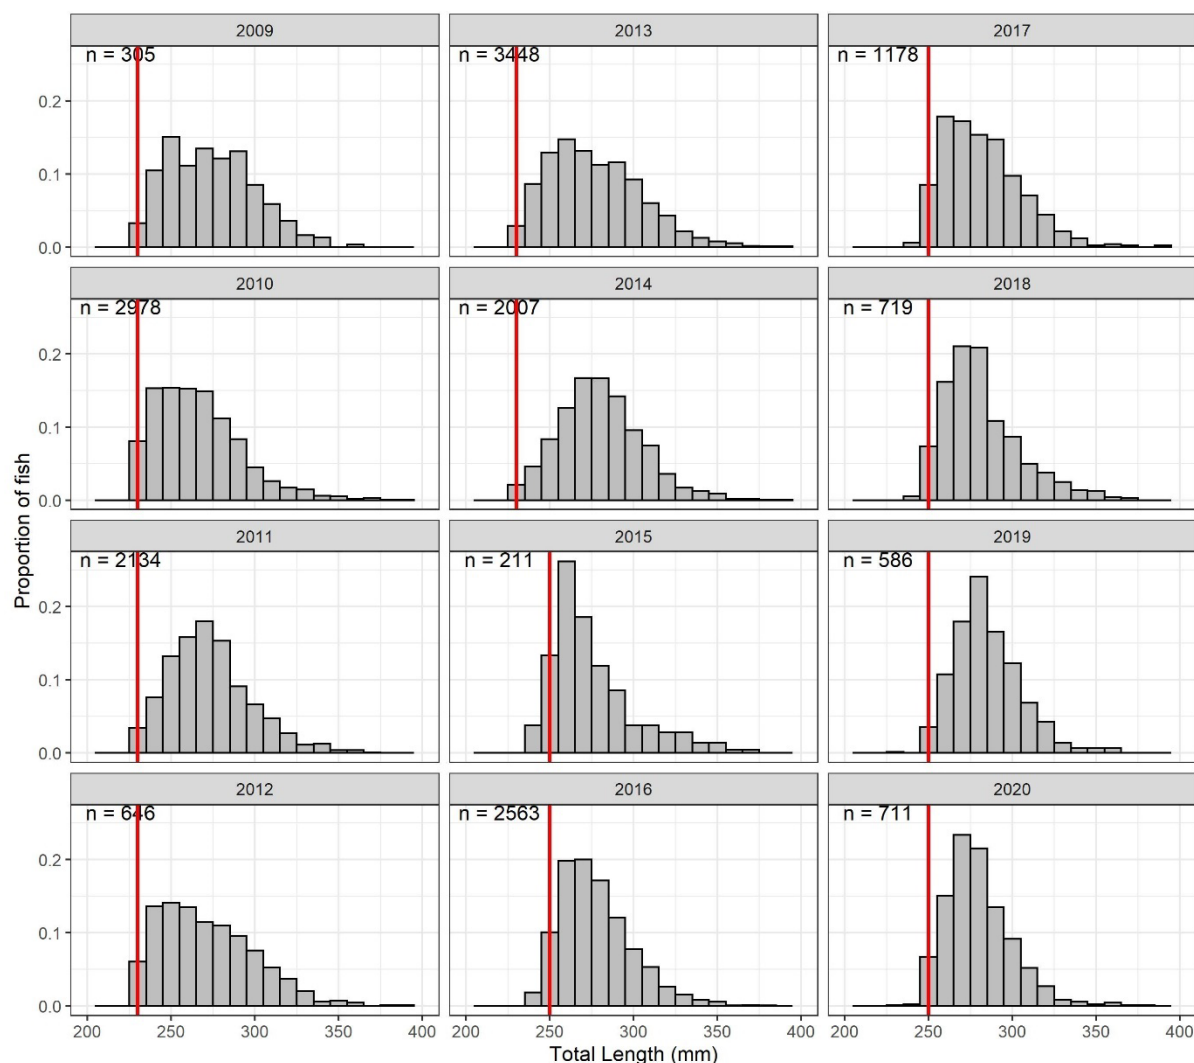 2009 2013 2017
n = 305 n = 3448 n = 1178
0.2
0.1
0.0
2010 2014 2018
n = 2978 n = 2007 n = 719
0.2
0.1
0.0
2011 2015 2019
n = 2134 n = 211 n = 586
0.2
0.1
0.0
2012 2016 2020
n = 646 n = 2563 n = 711
0.2
0.1
0.0
200 250 300 350 400 200 250 300 350 400 200 250 300 350 400
Total Length (mm)
Proportion of fish